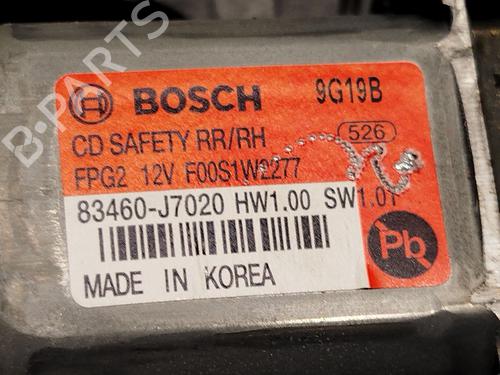 B-PARTS
BOSCH 9G19B
CD SAFETY RR/RH 526
FPG2 12V F00S1W2277
83460-J7020 HW1.00 SW1.01
Pb
MADE IN KOREA